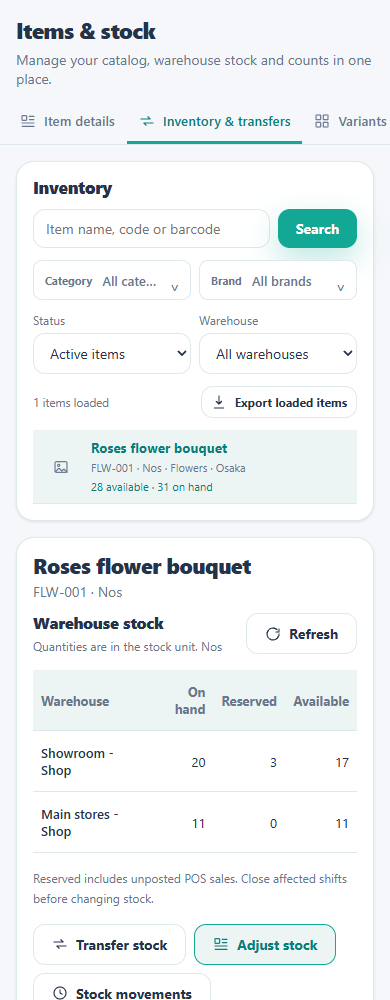 Items & stock
Manage your catalog, warehouse stock and counts in one
place.
Item details
Inventory & transfers
Variants
Inventory
Item name, code or barcode
Search
Category All cate...
Brand All brands
Status
Warehouse
Active items
All warehouses
1 items loaded
Export loaded items
Roses flower bouquet
FLW-001 · Nos · Flowers · Osaka
28 available · 31 on hand
Roses flower bouquet
FLW-001 · Nos
Warehouse stock
Quantities are in the stock unit. Nos
Refresh
Warehouse On hand Reserved Available
Showroom - Shop 20 3 17
Main stores - Shop 11 0 11
Reserved includes unposted POS sales. Close affected shifts
before changing stock.
Transfer stock
Adjust stock
Stock movements